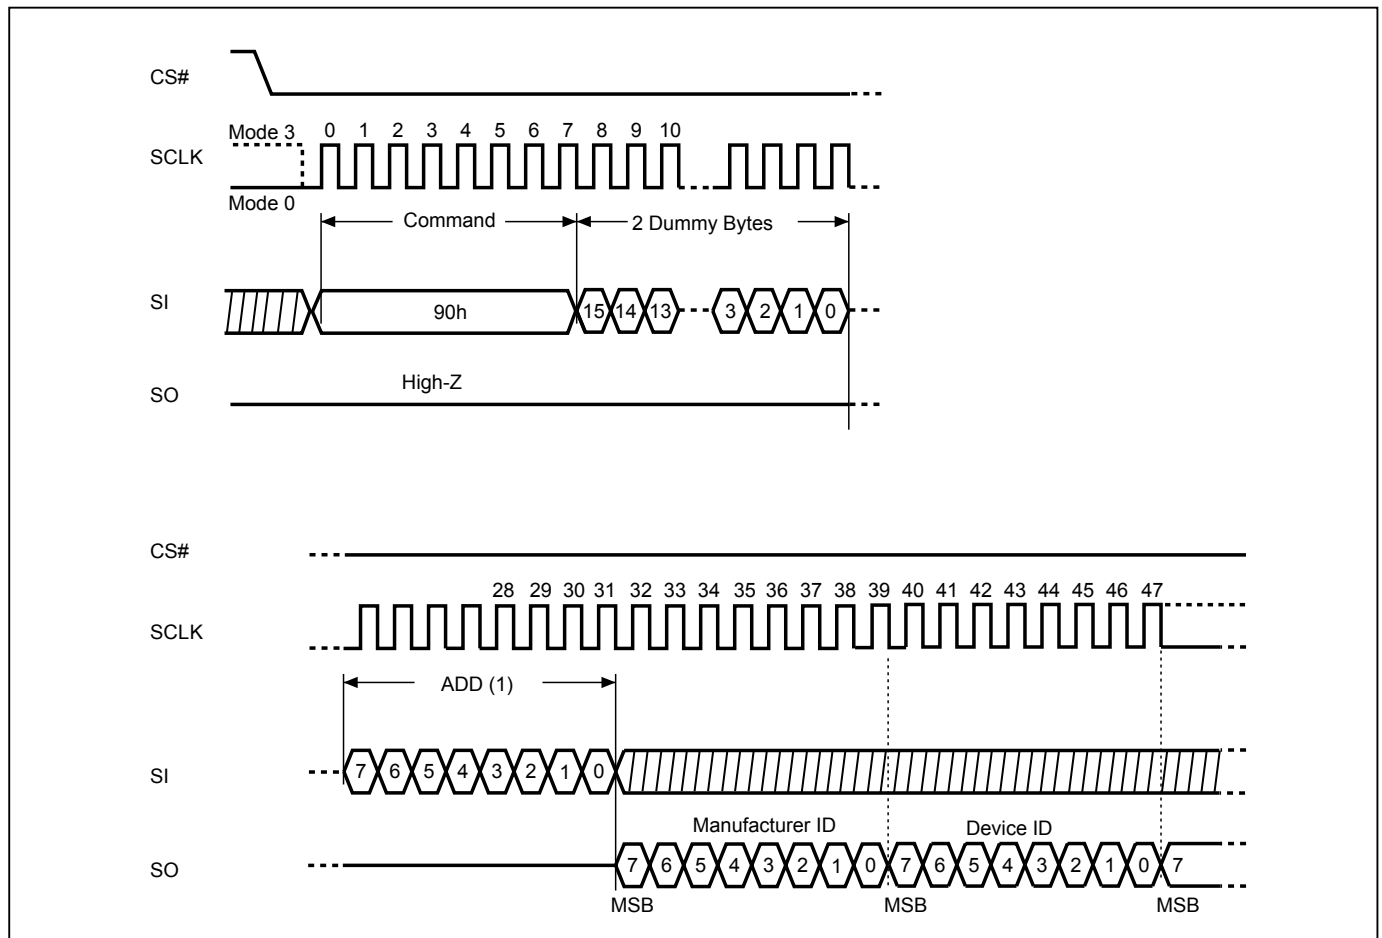 CS#
Mode 3 0 1 2 3 4 5 6 7 8 9 10
SCLK
Mode 0
Command 2 Dummy Bytes
SI 90h 15 14 13 3 2 1 0
High-Z
SO
CS#
28 29 30 31 32 33 34 35 36 37 38 39 40 41 42 43 44 45 46 47
SCLK
ADD (1)
SI 7 6 5 4 3 2 1 0
Manufacturer ID Device ID
SO 7 6 5 4 3 2 1 0 7 6 5 4 3 2 1 0 7
MSB MSB MSB